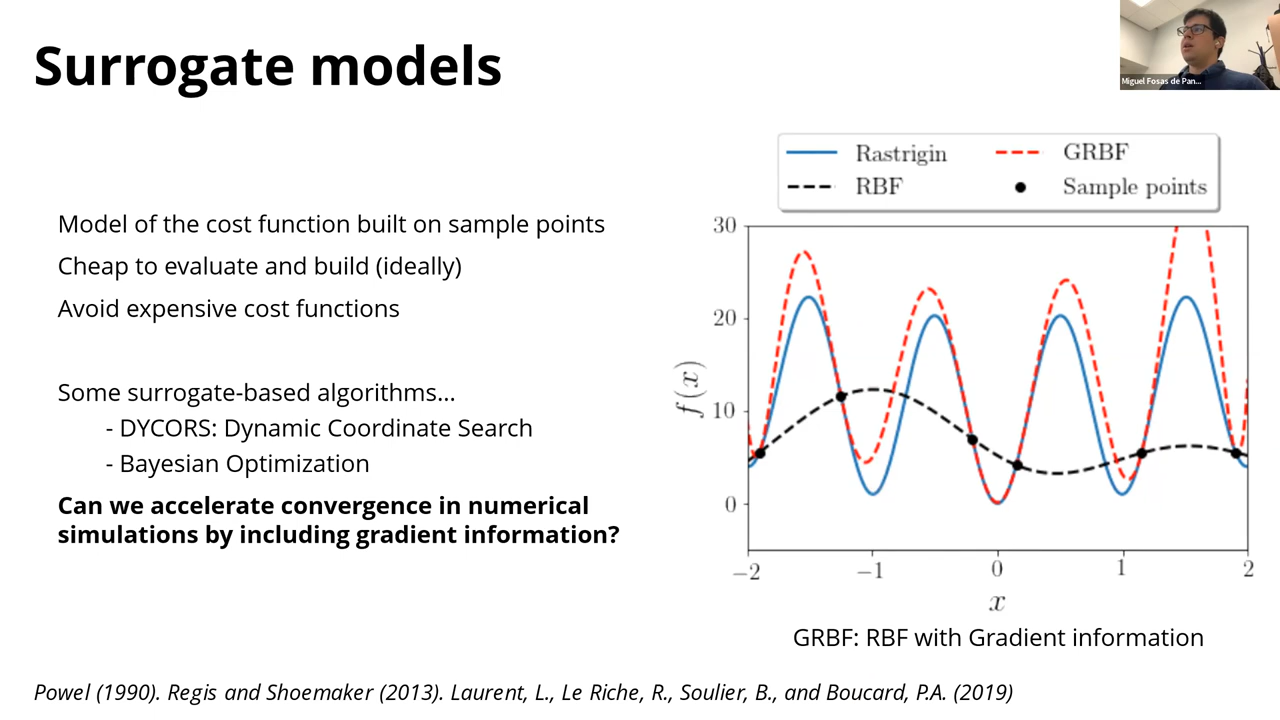 Surrogate models
Miguel Fosas de Pan...
Model of the cost function built on sample points
Cheap to evaluate and build (ideally)
Avoid expensive cost functions
Some surrogate-based algorithms...
- DYCORS: Dynamic Coordinate Search
- Bayesian Optimization
Can we accelerate convergence in numerical
simulations by including gradient information?
Rastrigin
GRBF
RBF
Sample points
30
20
10
0
f(x)
−2
−1
0
1
2
x
GRBF: RBF with Gradient information
Powel (1990). Regis and Shoemaker (2013). Laurent, L., Le Riche, R., Soulier, B., and Boucard, P.A. (2019)